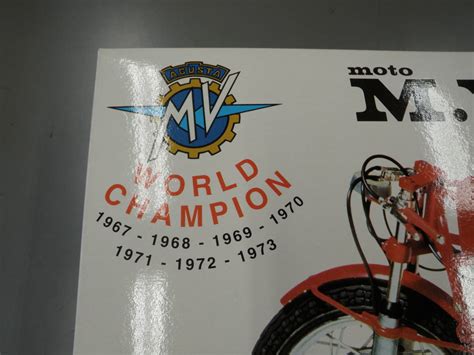 AGUSTA
MV
WORLD
CHAMPION
1967 - 1968 - 1969 - 1970
1971 - 1972 - 1973
moto
M.